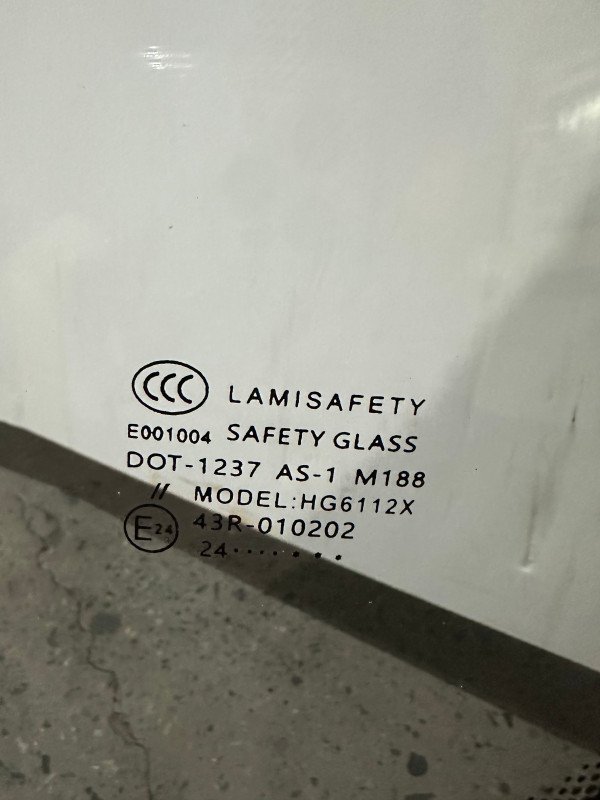 CCC LAMISAFETY
E001004 SAFETY GLASS
DOT-1237 AS-1 M188
// MODEL:HG6112X
E24 43R-010202
24·······